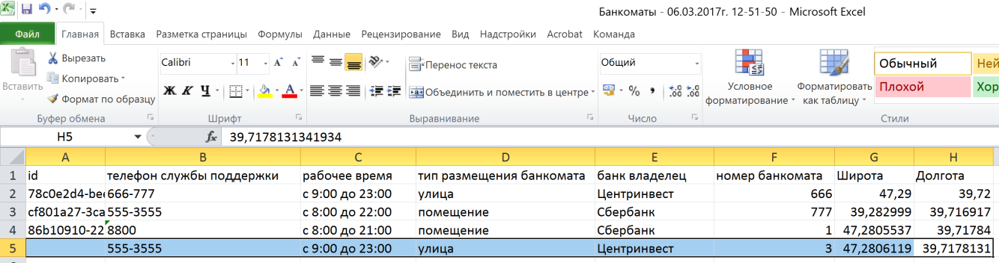 Банкоматы - 06.03.2017г. 12-51-50 - Microsoft Excel
Файл Главная Вставка Разметка страницы Формулы Данные Рецензирование Вид Надстройки Acrobat Команда
Вставить
Вырезать
Копировать
Формат по образцу
Буфер обмена
Calibri 11
Ж К Ч А
Шрифт
Перенос текста
Объединить и поместить в центре
Выравнивание
Общий
% 000 ,00 ,0 ,0 ,00
Число
Условное форматирование
Форматировать как таблицу
Обычный Ней
Плохой Хор
Стили
H5 fx 39,7178131341934
A B C D E F G H
1 id телефон службы поддержки рабочее время тип размещения банкомата банк владелец номер банкомата Широта Долгота
2 78c0e2d4-bee 666-777 с 9:00 до 23:00 улица Центринвест 666 47,29 39,72
3 cf801a27-3ca 555-3555 с 8:00 до 22:00 помещение Сбербанк 777 39,282999 39,716917
4 86b10910-22 8800 с 8:00 до 21:00 помещение Сбербанк 1 47,2805537 39,71784
5 555-3555 с 9:00 до 23:00 улица Центринвест 3 47,2806119 39,7178131